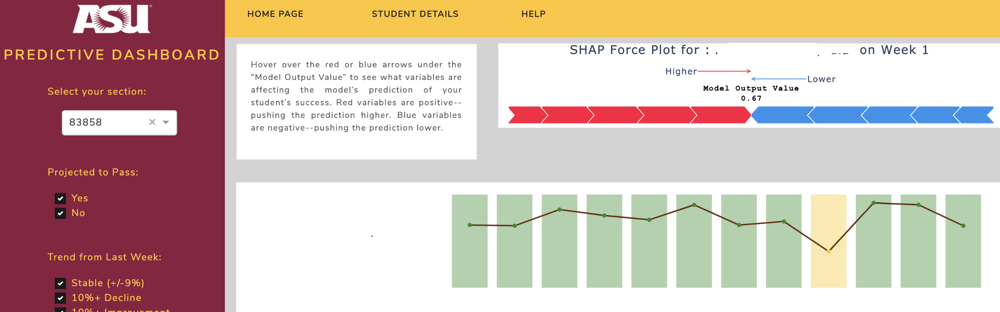 ASU
PREDICTIVE DASHBOARD
Select your section:
83858
Projected to Pass:
Yes
No
Trend from Last Week:
Stable (+/-9%)
10%+ Decline
10%+ Improvement
HOME PAGE STUDENT DETAILS HELP
Hover over the red or blue arrows under the
“Model Output Value” to see what variables are
affecting the model’s prediction of your
student’s success. Red variables are positive--
pushing the prediction higher. Blue variables
are negative--pushing the prediction lower.
SHAP Force Plot for : on Week 1
Higher
Lower
Model Output Value
0.67